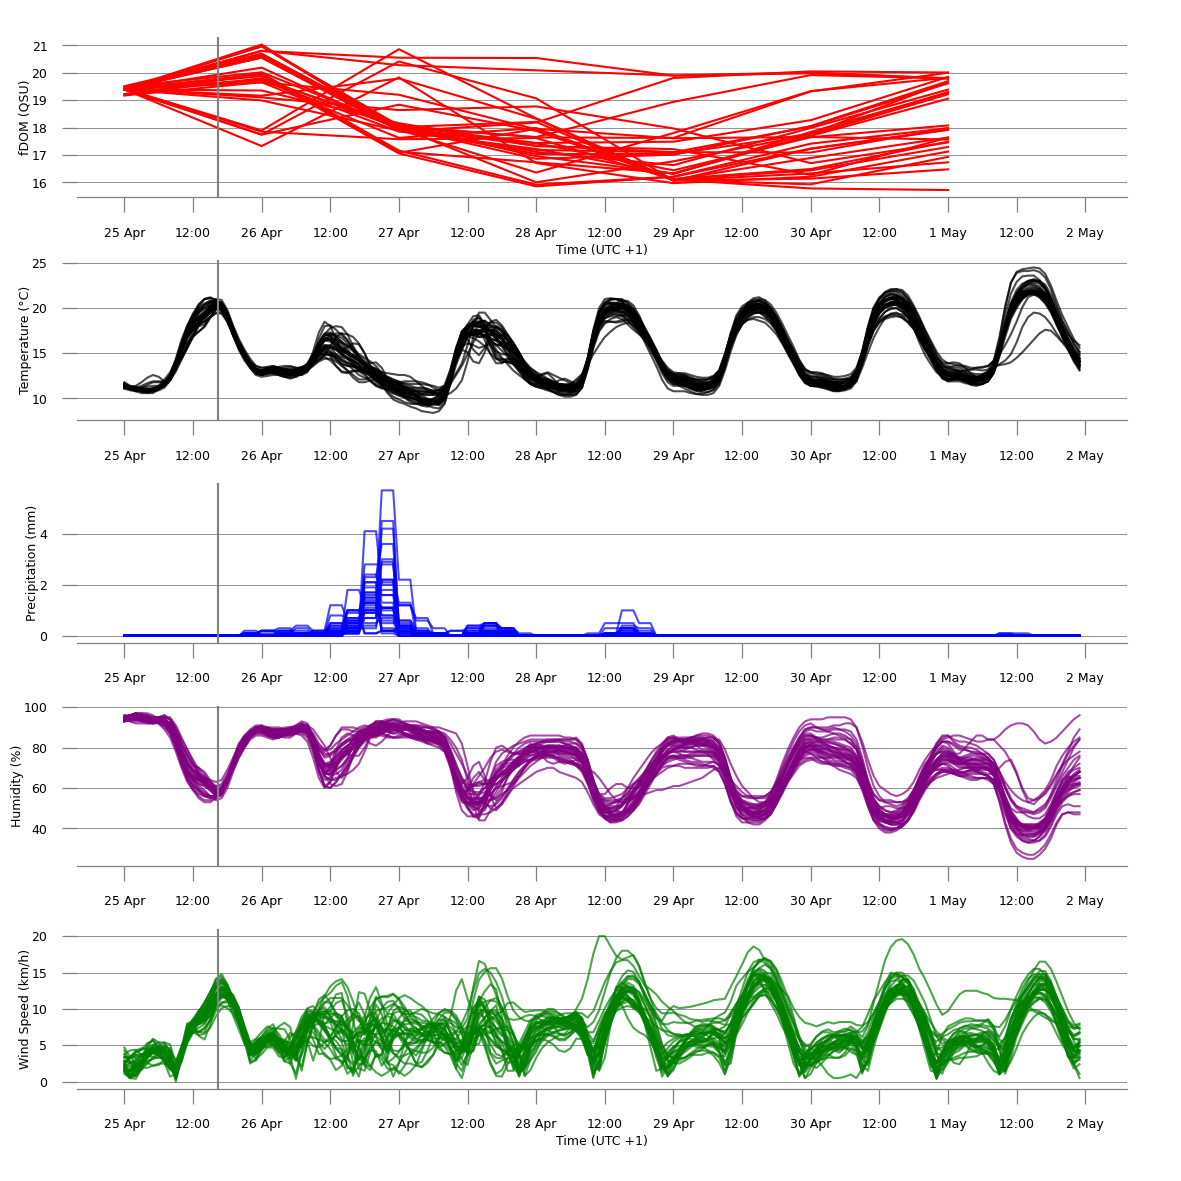 21
20
19
18
17
16
fDOM (QSU)
25 Apr 12:00 26 Apr 12:00 27 Apr 12:00 28 Apr 12:00 29 Apr 12:00 30 Apr 12:00 1 May 12:00 2 May
Time (UTC +1)
25
20
15
10
Temperature (°C)
25 Apr 12:00 26 Apr 12:00 27 Apr 12:00 28 Apr 12:00 29 Apr 12:00 30 Apr 12:00 1 May 12:00 2 May
4
2
0
Precipitation (mm)
25 Apr 12:00 26 Apr 12:00 27 Apr 12:00 28 Apr 12:00 29 Apr 12:00 30 Apr 12:00 1 May 12:00 2 May
100
80
60
40
Humidity (%)
25 Apr 12:00 26 Apr 12:00 27 Apr 12:00 28 Apr 12:00 29 Apr 12:00 30 Apr 12:00 1 May 12:00 2 May
20
15
10
5
0
Wind Speed (km/h)
25 Apr 12:00 26 Apr 12:00 27 Apr 12:00 28 Apr 12:00 29 Apr 12:00 30 Apr 12:00 1 May 12:00 2 May
Time (UTC +1)